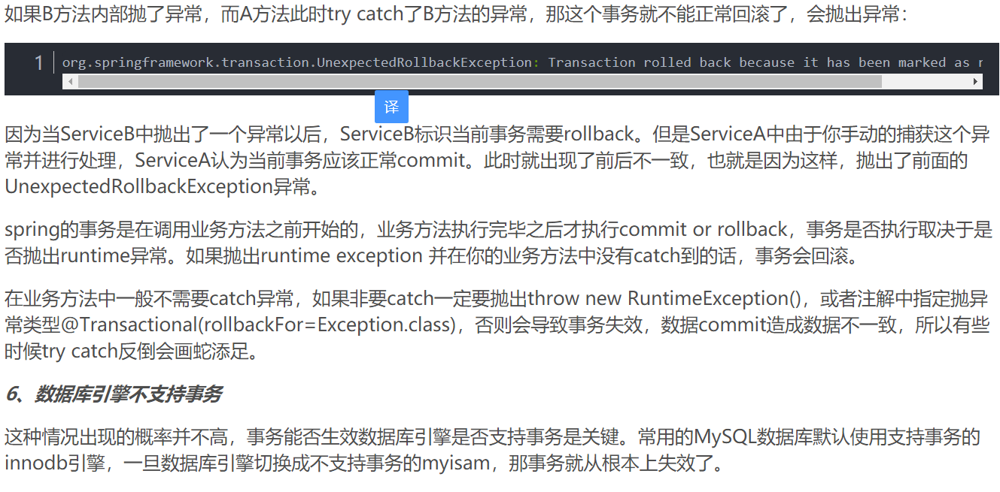 如果B方法内部抛了异常，而A方法此时try catch了B方法的异常，那这个事务就不能正常回滚了，会抛出异常：
1
org.springframework.transaction.UnexpectedRollbackException: Transaction rolled back because it has been marked as r
译
因为当ServiceB中抛出了一个异常以后，ServiceB标识当前事务需要rollback。但是ServiceA中由于你手动的捕获这个异
常并进行处理，ServiceA认为当前事务应该正常commit。此时就出现了前后不一致，也就是因为这样，抛出了前面的
UnexpectedRollbackException异常。
spring的事务是在调用业务方法之前开始的，业务方法执行完毕之后才执行commit or rollback，事务是否执行取决于是
否抛出runtime异常。如果抛出runtime exception 并在你的业务方法中没有catch到的话，事务会回滚。
在业务方法中一般不需要catch异常，如果非要catch一定要抛出throw new RuntimeException()，或者注解中指定抛异
常类型@Transactional(rollbackFor=Exception.class)，否则会导致事务失效，数据commit造成数据不一致，所以有些
时候try catch反倒会画蛇添足。
6、数据库引擎不支持事务
这种情况出现的概率并不高，事务能否生效数据库引擎是否支持事务是关键。常用的MySQL数据库默认使用支持事务的
innodb引擎，一旦数据库引擎切换成不支持事务的myisam，那事务就从根本上失效了。